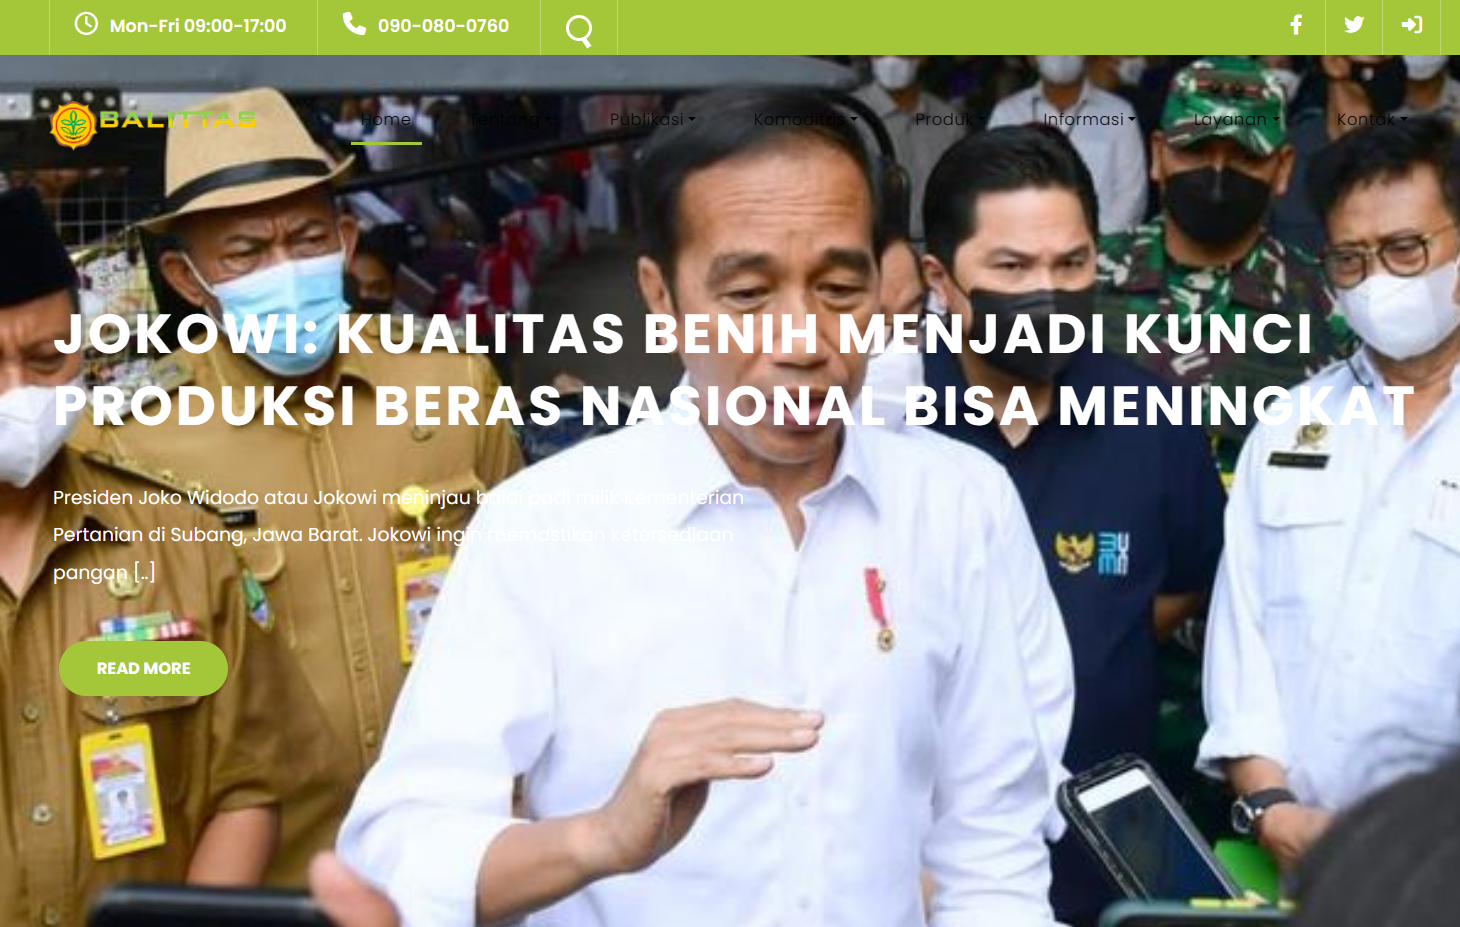 Mon-Fri 09:00-17:00
090-080-0760
BALITTAS
Home Tentang Publikasi Komoditas Produk Informasi Layanan Kontak
JOKOWI: KUALITAS BENIH MENJADI KUNCI
PRODUKSI BERAS NASIONAL BISA MENINGKAT
Presiden Joko Widodo atau Jokowi meninjau balai padi milik Kementerian
Pertanian di Subang, Jawa Barat. Jokowi ingin memastikan ketersediaan
pangan [..]
READ MORE